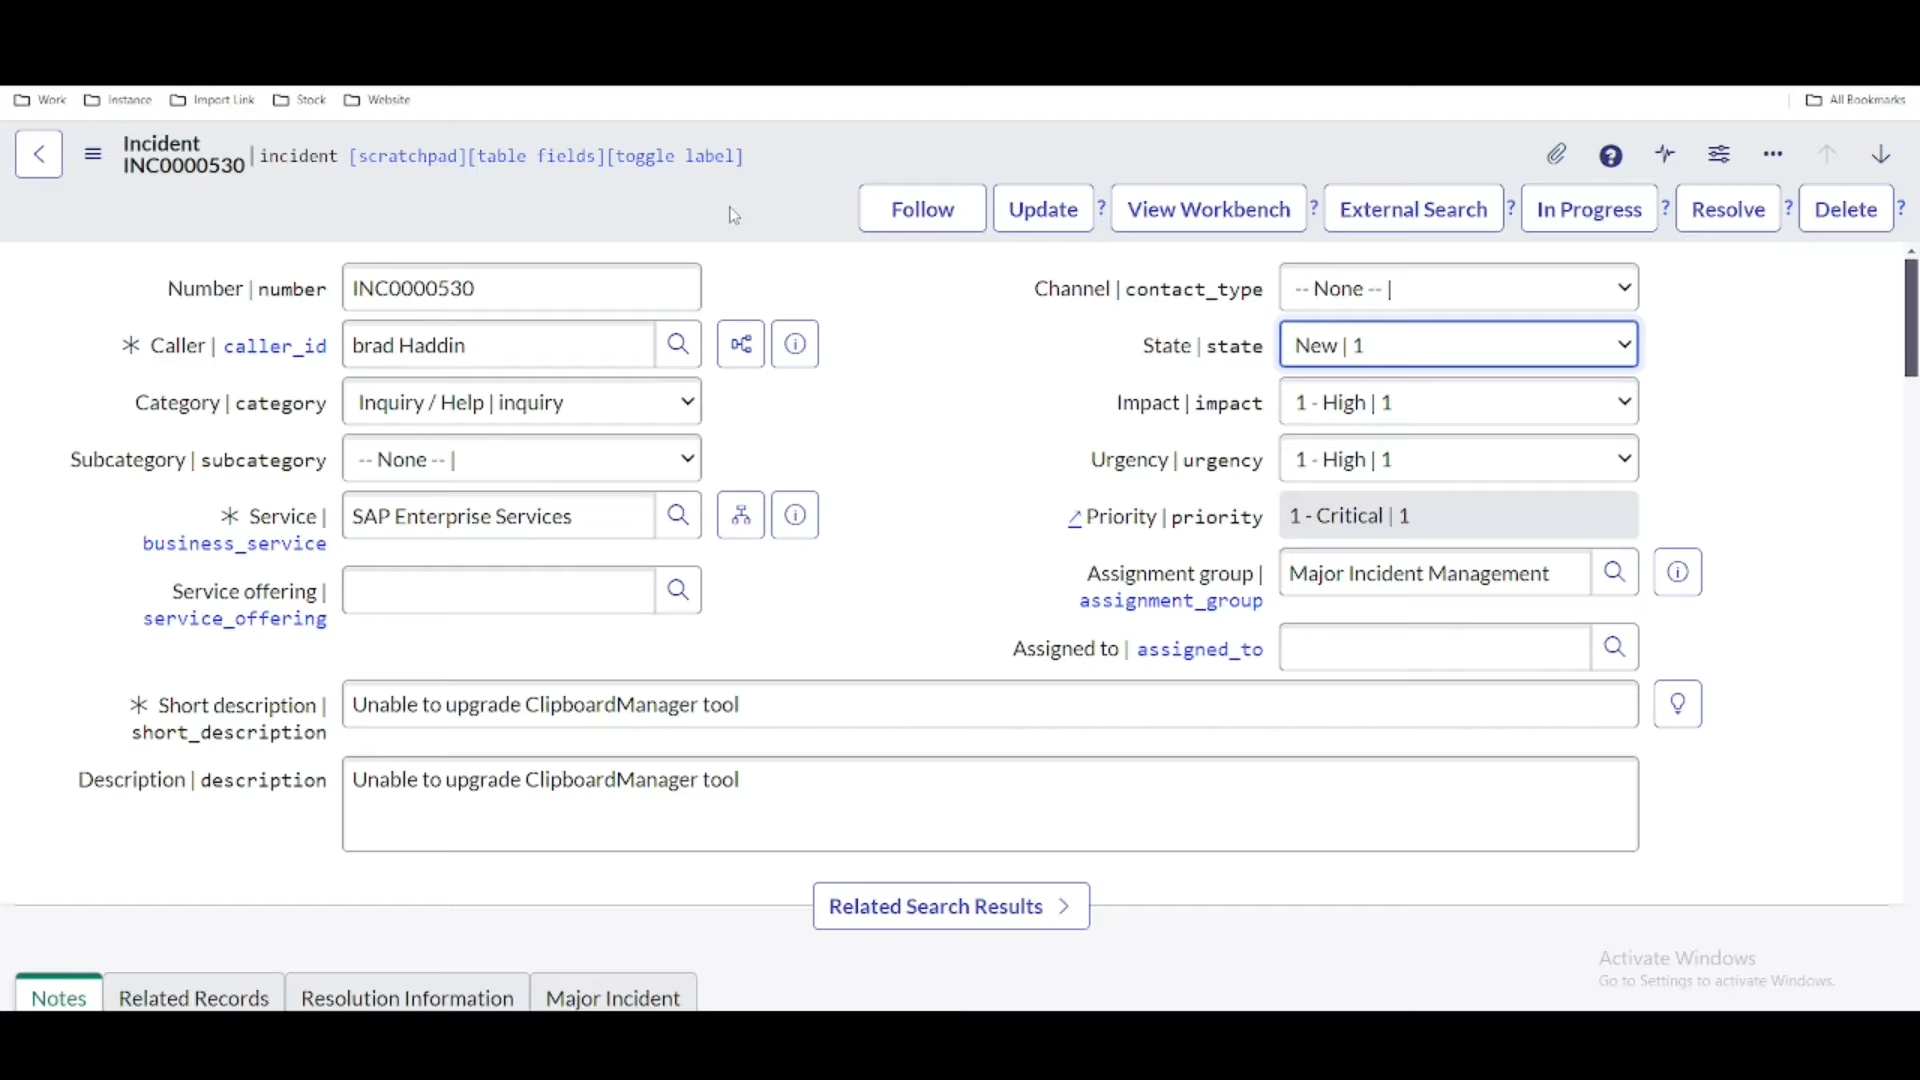 Work Instance Import Link Stock Website All Bookmarks
Incident
INC0000530 | incident [scratchpad][table fields][toggle label]
Follow Update ? View Workbench ? External Search ? In Progress ? Resolve ? Delete ?
Number | number INC0000530
Channel | contact_type -- None -- |
* Caller | caller_id brad Haddin
State | state New | 1
Category | category Inquiry / Help | inquiry
Impact | impact 1 - High | 1
Subcategory | subcategory -- None -- |
Urgency | urgency 1 - High | 1
* Service |
business_service SAP Enterprise Services
Priority | priority 1 - Critical | 1
Service offering |
service_offering
Assignment group |
assignment_group Major Incident Management
Assigned to | assigned_to
* Short description |
short_description Unable to upgrade ClipboardManager tool
Description | description Unable to upgrade ClipboardManager tool
Related Search Results
Activate Windows
Go to Settings to activate Windows.
Notes Related Records Resolution Information Major Incident